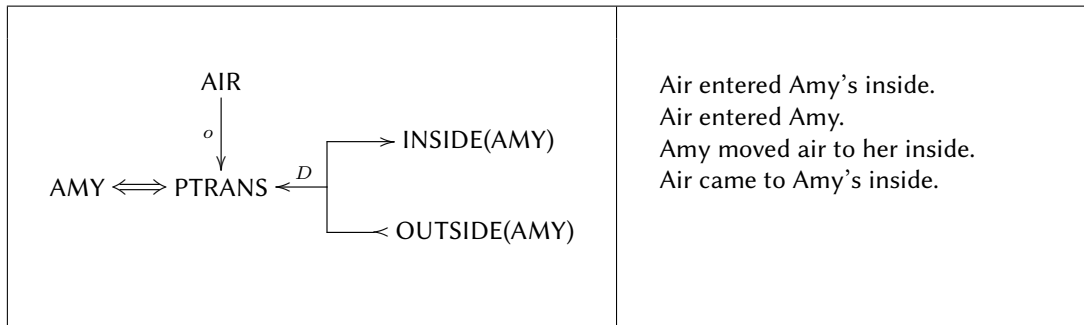 AIR
o
INSIDE(AMY)
D
AMY PTRANS
OUTSIDE(AMY)
Air entered Amy’s inside.
Air entered Amy.
Amy moved air to her inside.
Air came to Amy’s inside.